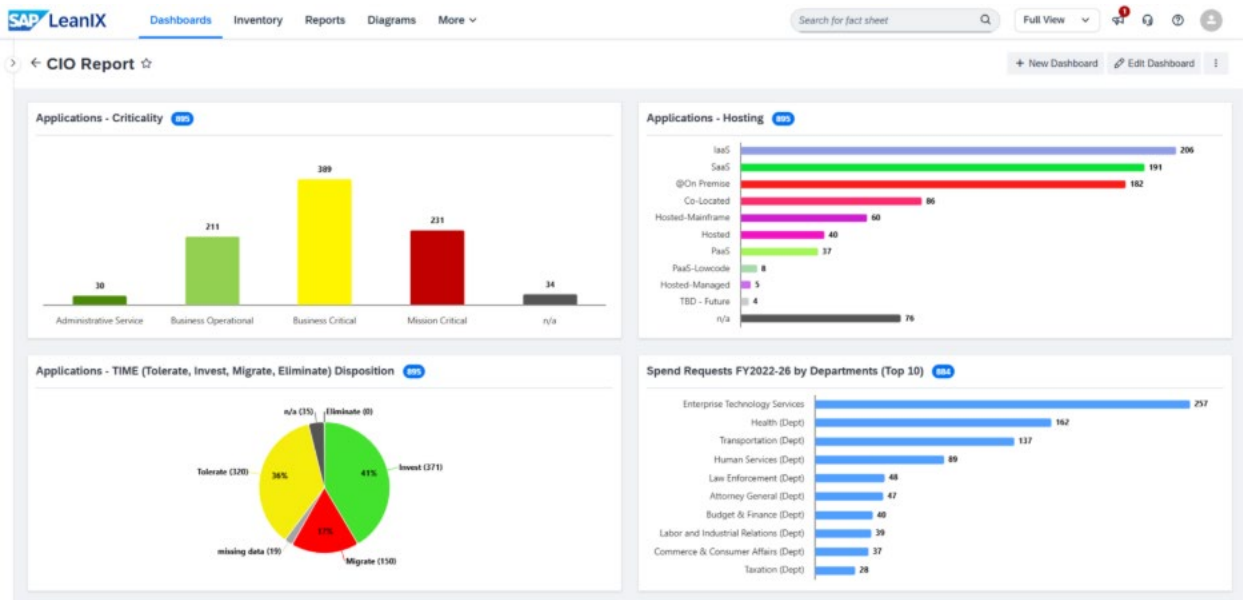 SAP LeanIX Dashboards Inventory Reports Diagrams More Search for fact sheet Full View 1
CIO Report + New Dashboard Edit Dashboard
Applications - Criticality 895
389
231
211
30
34
Administrative Service Business Operational Business Critical Mission Critical n/a
Applications - Hosting 895
IaaS 206
SaaS 191
@On Premise 182
Co-Located 86
Hosted-Mainframe 60
Hosted 40
PaaS 37
PaaS-Lowcode 8
Hosted-Managed 5
TBD - Future 4
n/a 76
Applications - TIME (Tolerate, Invest, Migrate, Eliminate) Disposition 895
n/a (35) Eliminate (0)
Tolerate (320) 36% 41% Invest (371)
17%
missing data (19)
Migrate (150)
Spend Requests FY2022-26 by Departments (Top 10) 884
Enterprise Technology Services 257
Health (Dept) 162
Transportation (Dept) 137
Human Services (Dept) 89
Law Enforcement (Dept) 48
Attorney General (Dept) 47
Budget & Finance (Dept) 40
Labor and Industrial Relations (Dept) 39
Commerce & Consumer Affairs (Dept) 37
Taxation (Dept) 28